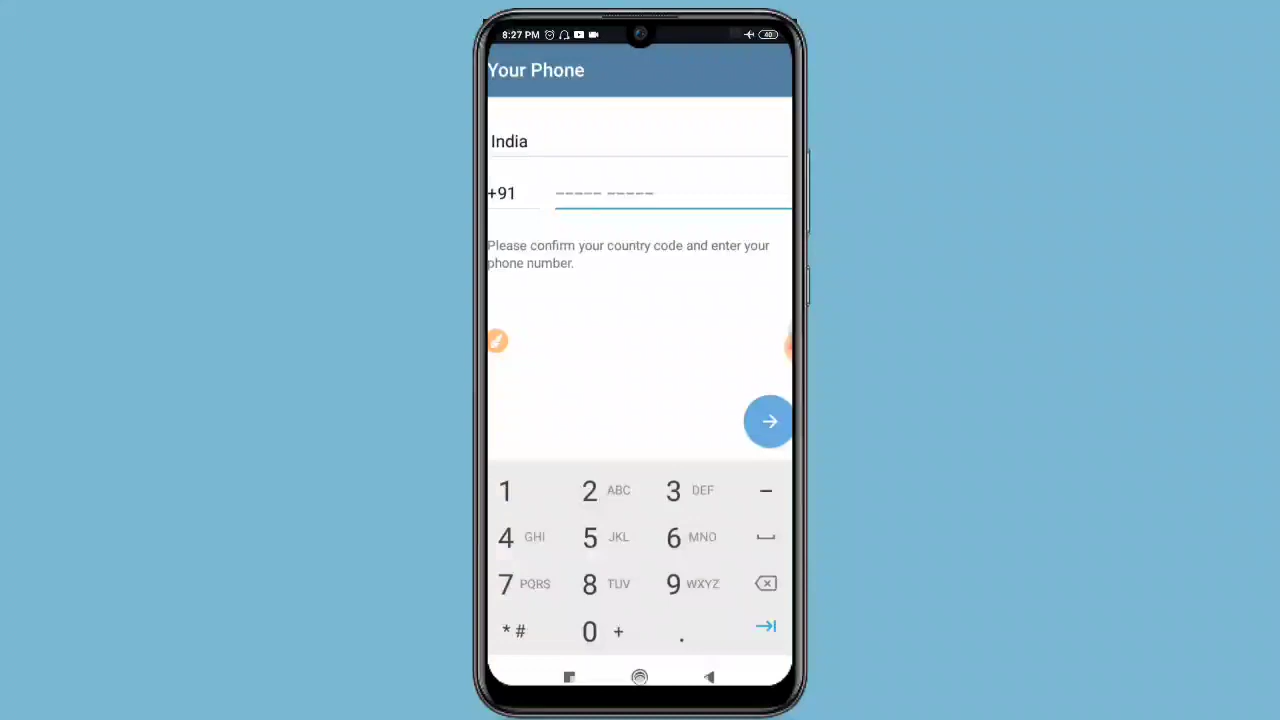 8:27 PM 40
Your Phone
India
+91 ––––– –––––
Please confirm your country code and enter your
phone number.
1 2 ABC 3 DEF –
4 GHI 5 JKL 6 MNO
7 PQRS 8 TUV 9 WXYZ
* # 0 + .